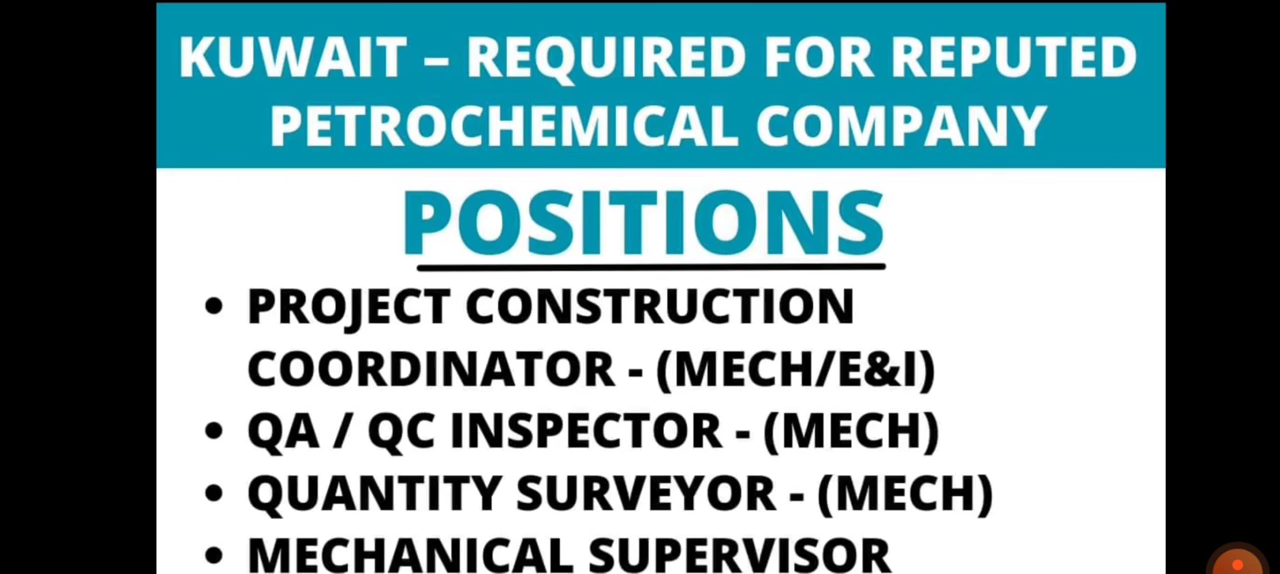 KUWAIT – REQUIRED FOR REPUTED
PETROCHEMICAL COMPANY
POSITIONS
• PROJECT CONSTRUCTION
COORDINATOR - (MECH/E&I)
• QA / QC INSPECTOR - (MECH)
• QUANTITY SURVEYOR - (MECH)
• MECHANICAL SUPERVISOR